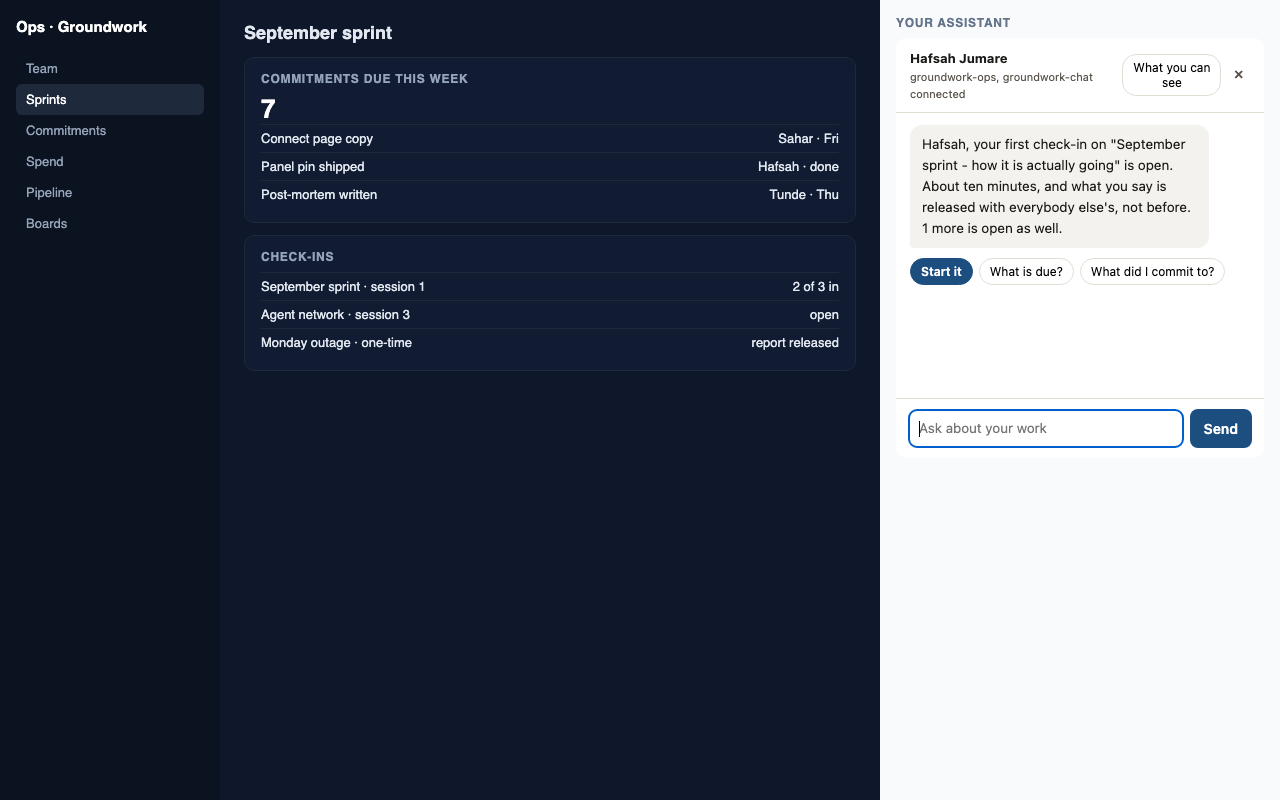 Ops · Groundwork
Team
Sprints
Commitments
Spend
Pipeline
Boards
September sprint
COMMITMENTS DUE THIS WEEK
7
Connect page copy Sahar · Fri
Panel pin shipped Hafsah · done
Post-mortem written Tunde · Thu
CHECK-INS
September sprint · session 1 2 of 3 in
Agent network · session 3 open
Monday outage · one-time report released
YOUR ASSISTANT
Hafsah Jumare
groundwork-ops, groundwork-chat
connected
What you can
see
×
Hafsah, your first check-in on "September
sprint - how it is actually going" is open.
About ten minutes, and what you say is
released with everybody else's, not before.
1 more is open as well.
Start it What is due? What did I commit to?
Ask about your work Send